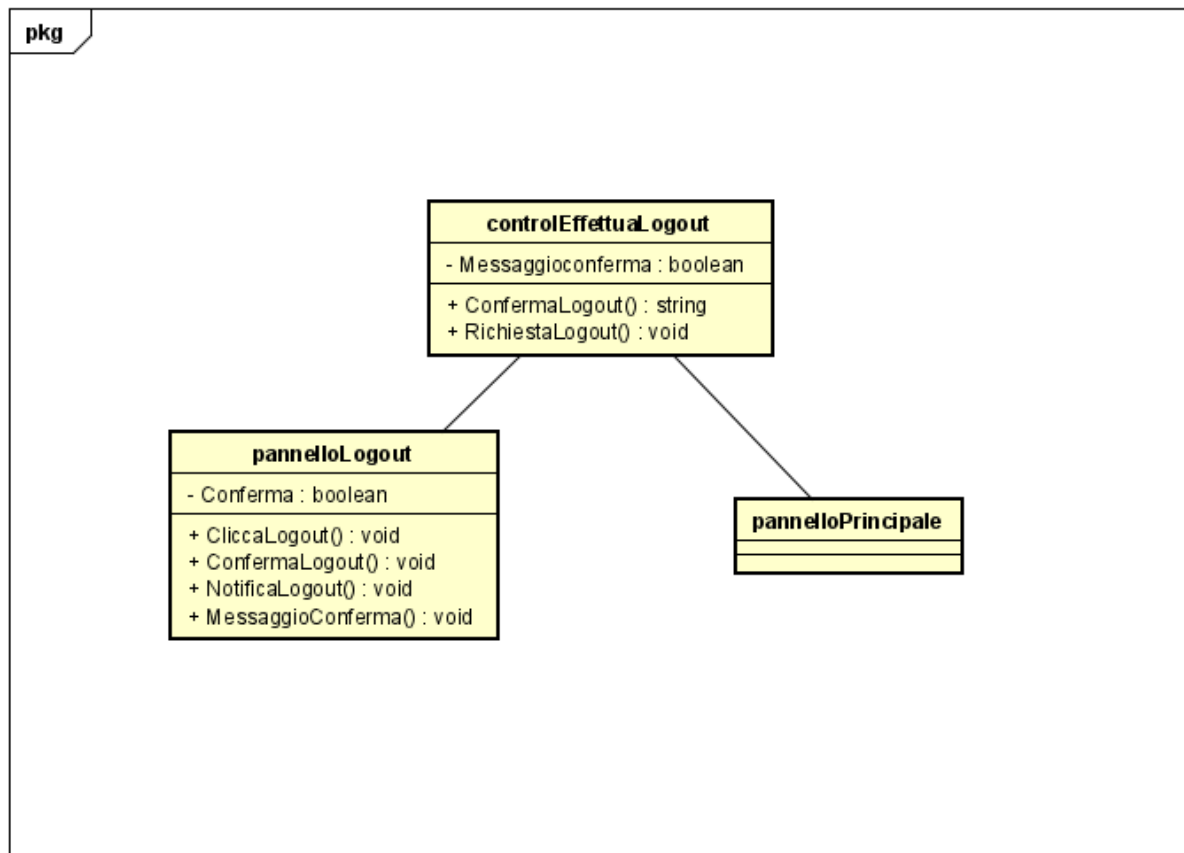 pkg
controlEffettuaLogout
- Messaggioconferma : boolean
+ ConfermaLogout() : string
+ RichiestaLogout() : void
pannelloLogout
- Conferma : boolean
+ CliccaLogout() : void
+ ConfermaLogout() : void
+ NotificaLogout() : void
+ MessaggioConferma() : void
pannelloPrincipale